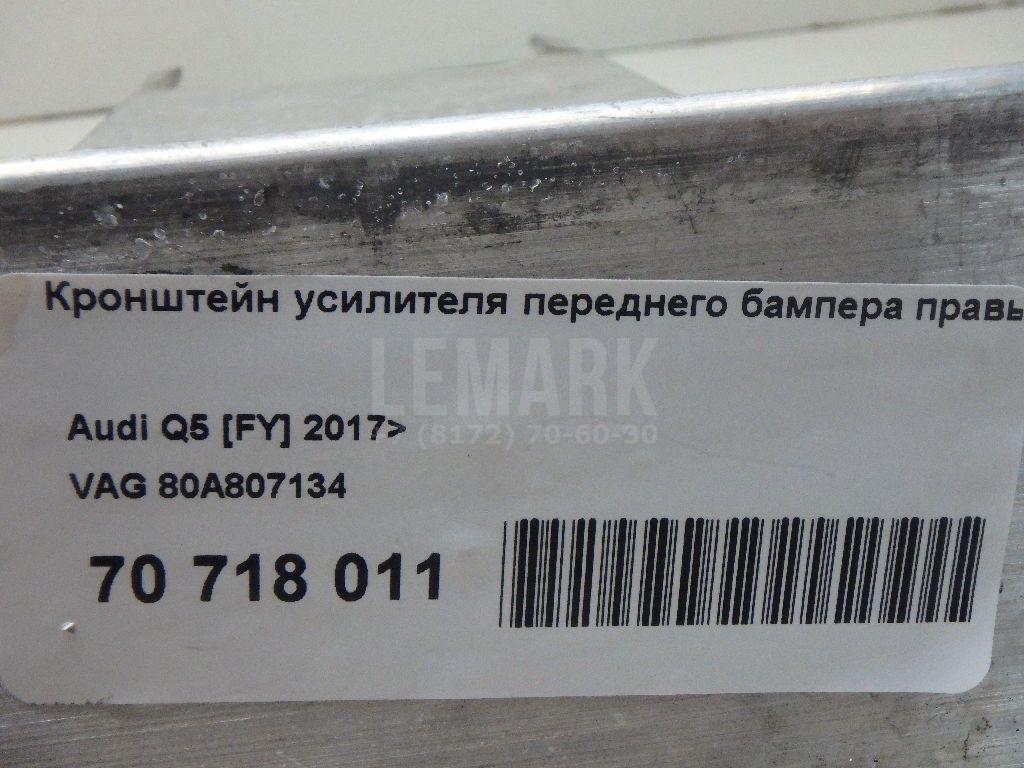 Кронштейн усилителя переднего бампера правы
LEMARK
Audi Q5 [FY] 2017>
(8172) 70-60-30
VAG 80A807134
70 718 011